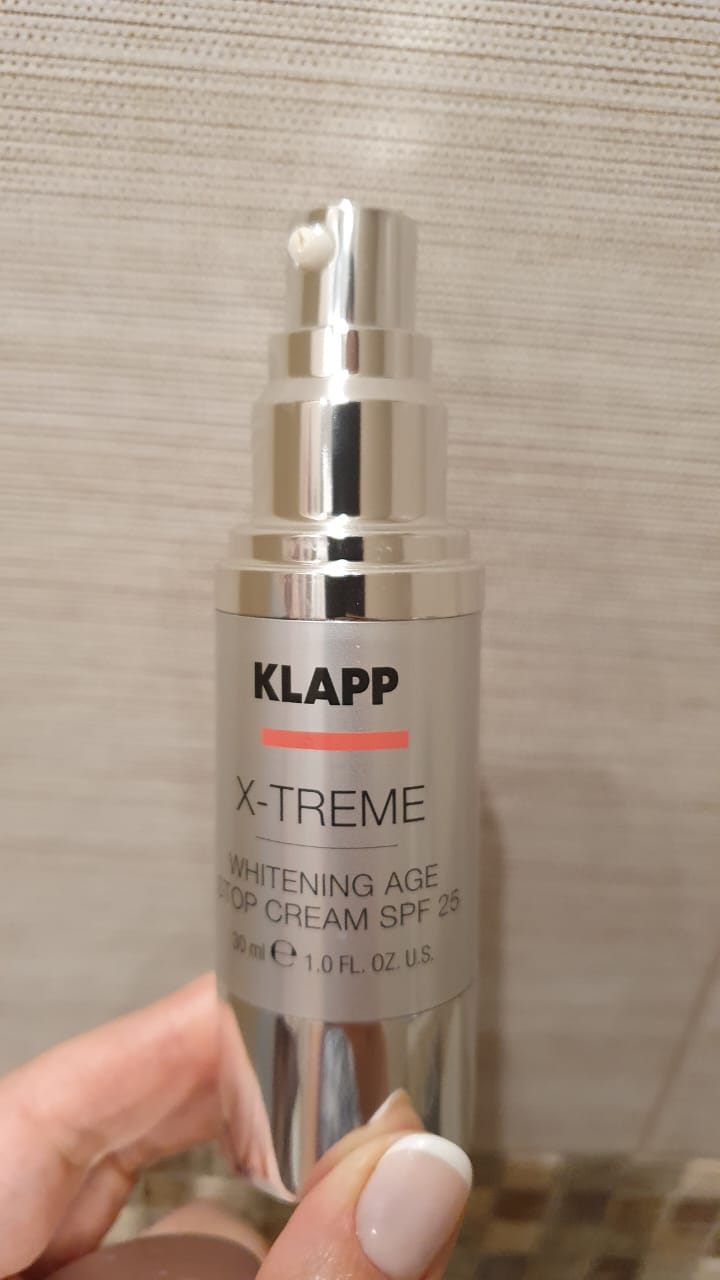 KLAPP
X-TREME
WHITENING AGE
STOP CREAM SPF 25
30 ml ℮ 1.0 FL. OZ. U.S.